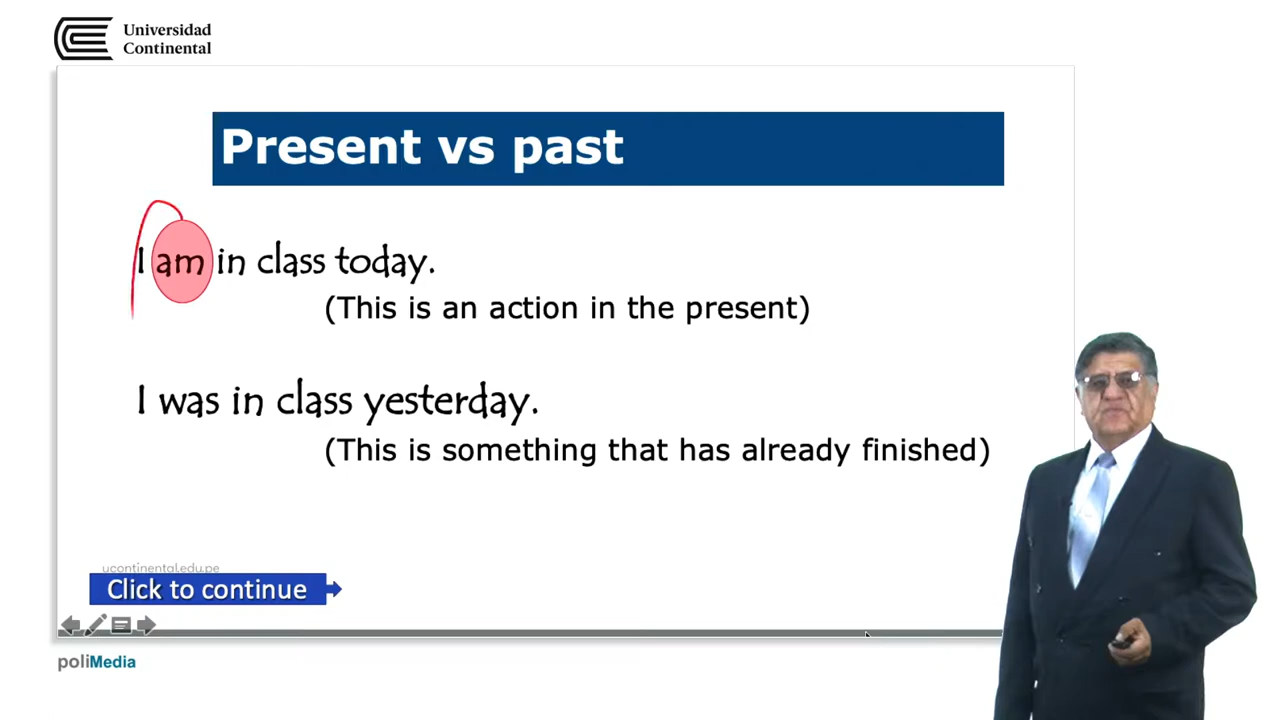 Universidad
Continental
Present vs past
I am in class today.
(This is an action in the present)
I was in class yesterday.
(This is something that has already finished)
ucontinental.edu.pe
Click to continue
poliMedia